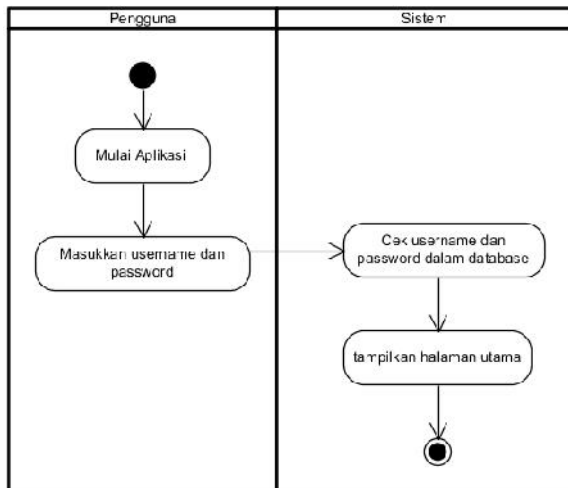 Pengguna
Sistem
Mulai Aplikasi
Masukkan username dan
password
Cek username dan
password dalam database
tampilkan halaman utama